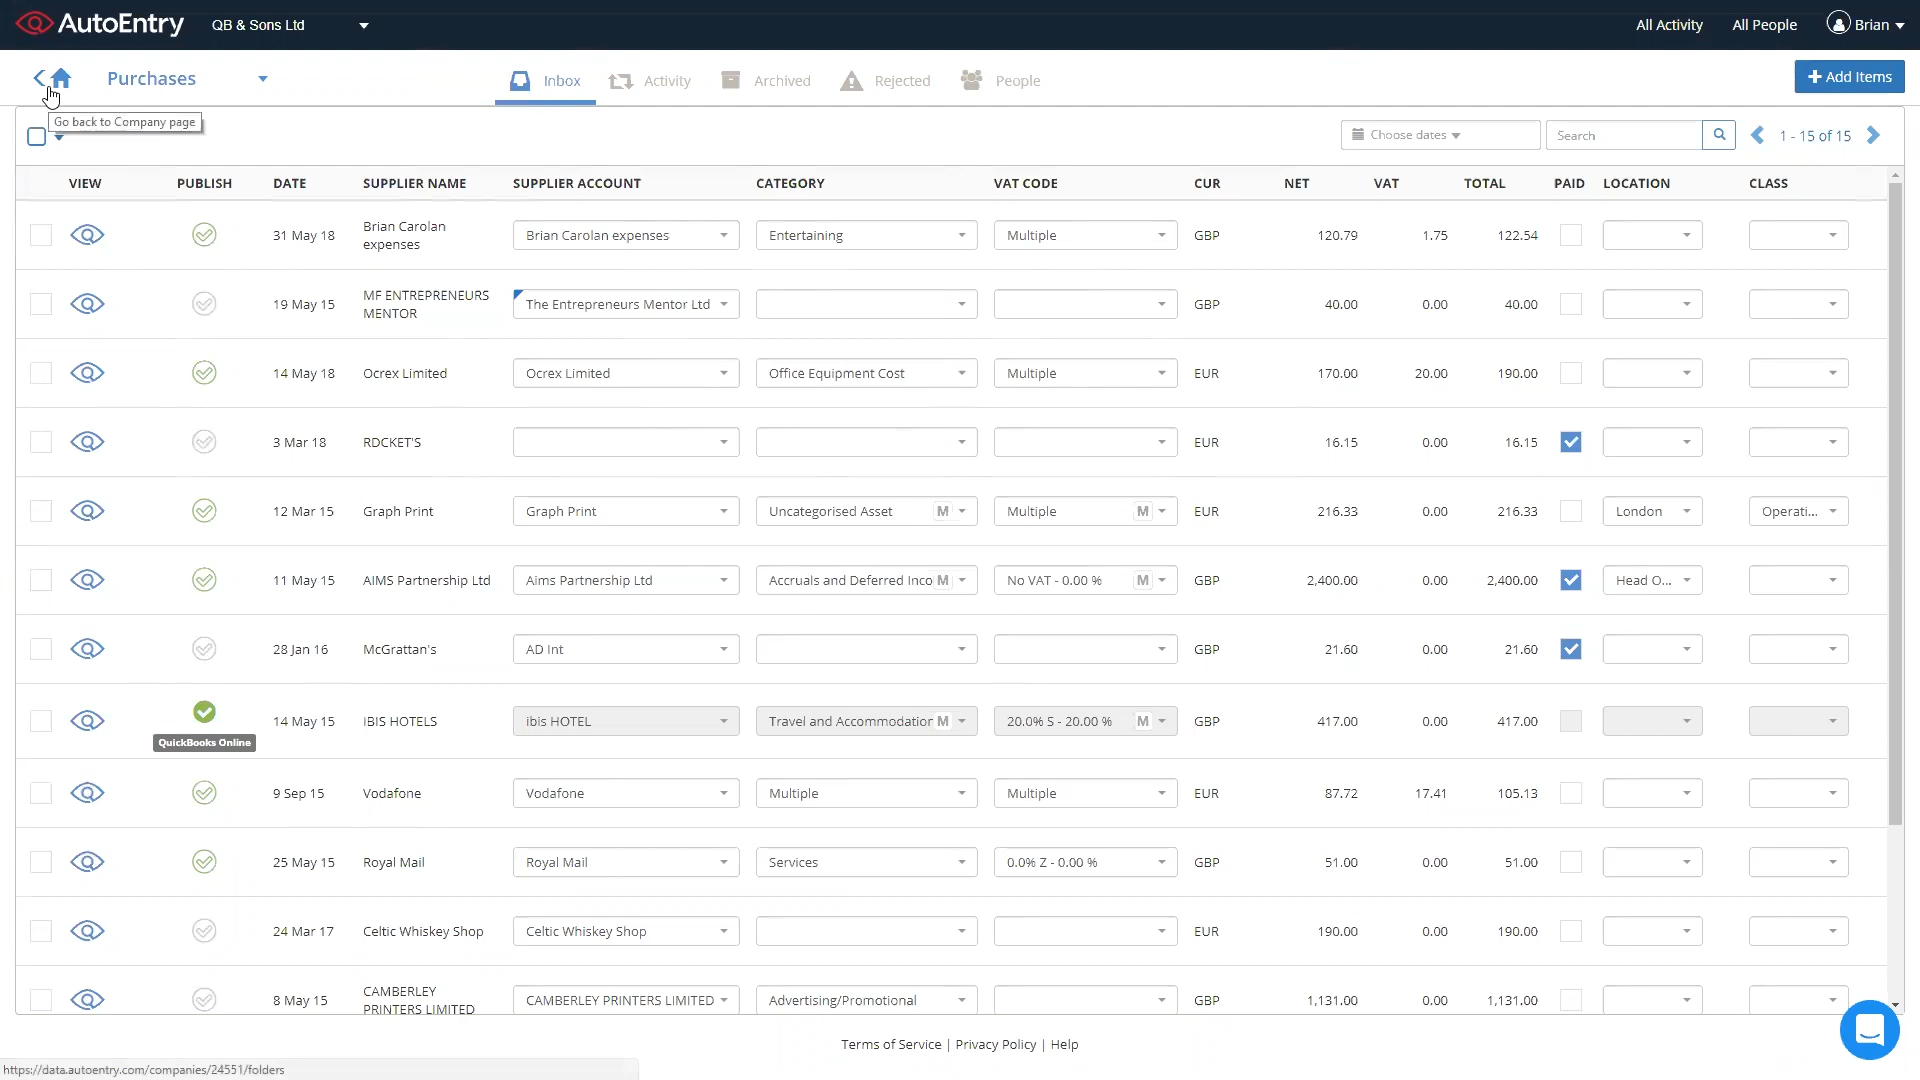 AutoEntry QB & Sons Ltd All Activity All People Brian
Purchases Inbox Activity Archived Rejected People + Add Items
Go back to Company page
Choose dates Search 1 - 15 of 15
VIEW PUBLISH DATE SUPPLIER NAME SUPPLIER ACCOUNT CATEGORY VAT CODE CUR NET VAT TOTAL PAID LOCATION CLASS
31 May 18 Brian Carolan expenses Brian Carolan expenses Entertaining Multiple GBP 120.79 1.75 122.54
19 May 15 MF ENTREPRENEURS MENTOR The Entrepreneurs Mentor Ltd GBP 40.00 0.00 40.00
14 May 18 Ocrex Limited Ocrex Limited Office Equipment Cost Multiple EUR 170.00 20.00 190.00
3 Mar 18 RDCKET'S EUR 16.15 0.00 16.15
12 Mar 15 Graph Print Graph Print Uncategorised Asset M Multiple M EUR 216.33 0.00 216.33 London Operati...
11 May 15 AIMS Partnership Ltd Aims Partnership Ltd Accruals and Deferred Inco M No VAT - 0.00 % M GBP 2,400.00 0.00 2,400.00 Head O...
28 Jan 16 McGrattan's AD Int GBP 21.60 0.00 21.60
14 May 15 IBIS HOTELS ibis HOTEL Travel and Accommodation M 20.0% S - 20.00 % M GBP 417.00 0.00 417.00
QuickBooks Online
9 Sep 15 Vodafone Vodafone Multiple Multiple EUR 87.72 17.41 105.13
25 May 15 Royal Mail Royal Mail Services 0.0% Z - 0.00 % GBP 51.00 0.00 51.00
24 Mar 17 Celtic Whiskey Shop Celtic Whiskey Shop EUR 190.00 0.00 190.00
8 May 15 CAMBERLEY PRINTERS LIMITED CAMBERLEY PRINTERS LIMITED Advertising/Promotional GBP 1,131.00 0.00 1,131.00
Terms of Service | Privacy Policy | Help
https://data.autoentry.com/companies/24551/folders